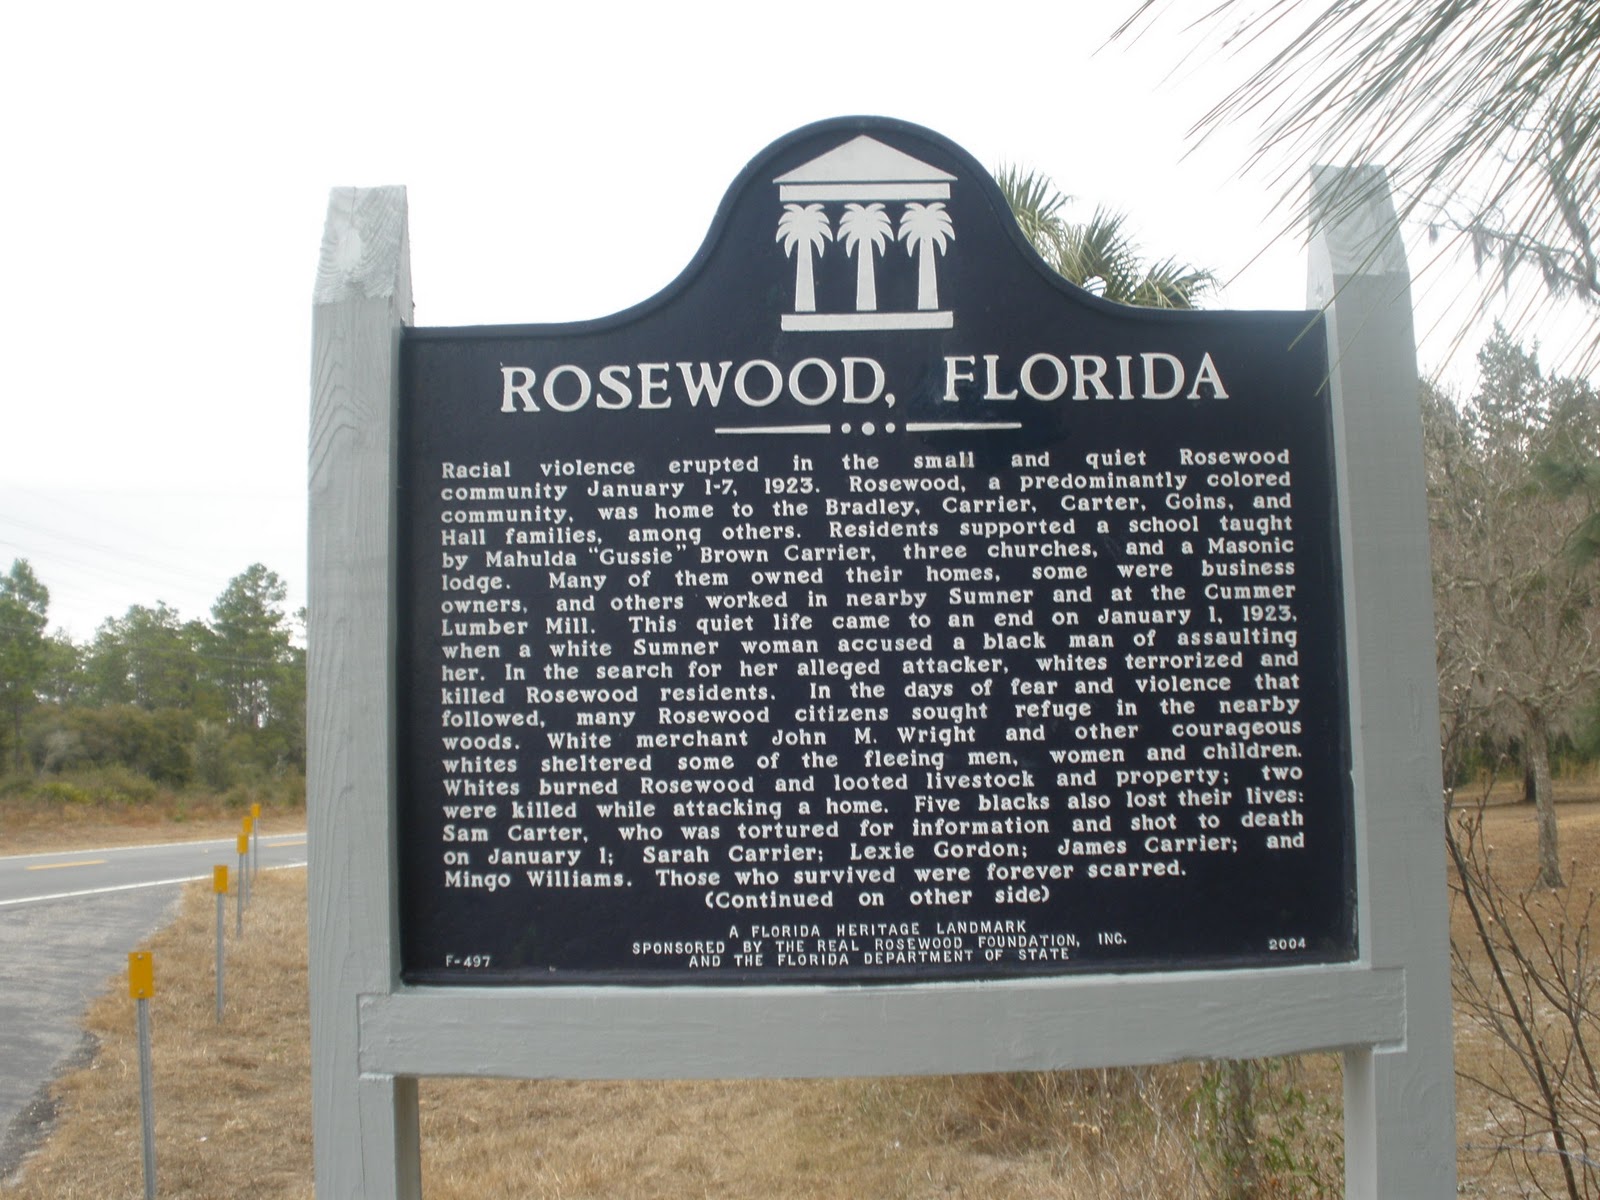 ROSEWOOD, FLORIDA
Racial violence erupted in the small and quiet Rosewood
community January 1-7, 1923. Rosewood, a predominantly colored
community, was home to the Bradley, Carrier, Carter, Goins, and
Hall families, among others. Residents supported a school taught
by Mahulda "Gussie" Brown Carrier, three churches, and a Masonic
lodge. Many of them owned their homes, some were business
owners, and others worked in nearby Sumner and at the Cummer
Lumber Mill. This quiet life came to an end on January 1, 1923,
when a white Sumner woman accused a black man of assaulting
her. In the search for her alleged attacker, whites terrorized and
killed Rosewood residents. In the days of fear and violence that
followed, many Rosewood citizens sought refuge in the nearby
woods. White merchant John M. Wright and other courageous
whites sheltered some of the fleeing men, women and children.
Whites burned Rosewood and looted livestock and property; two
were killed while attacking a home. Five blacks also lost their lives:
Sam Carter, who was tortured for information and shot to death
on January 1; Sarah Carrier; Lexie Gordon; James Carrier; and
Mingo Williams. Those who survived were forever scarred.
(Continued on other side)
A FLORIDA HERITAGE LANDMARK
SPONSORED BY THE REAL ROSEWOOD FOUNDATION, INC.
AND THE FLORIDA DEPARTMENT OF STATE
F-497
2004